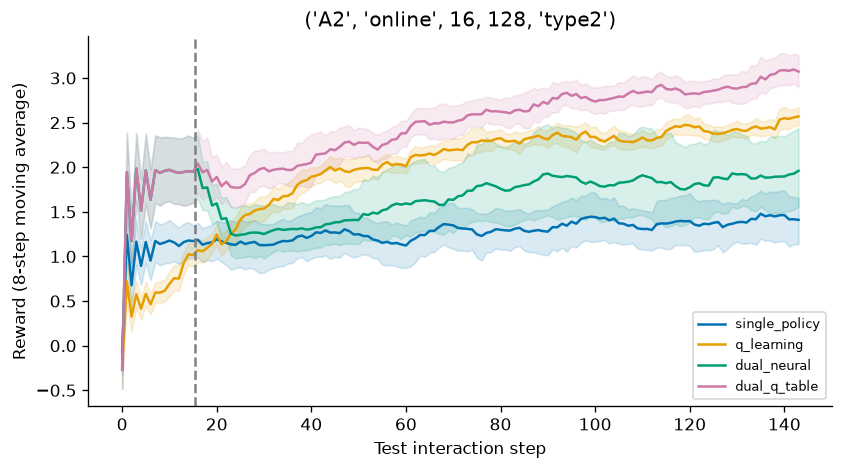 ('A2', 'online', 16, 128, 'type2')
Reward (8-step moving average)
3.0
2.5
2.0
1.5
1.0
0.5
0.0
−0.5
0 20 40 60 80 100 120 140
Test interaction step
single_policy
q_learning
dual_neural
dual_q_table